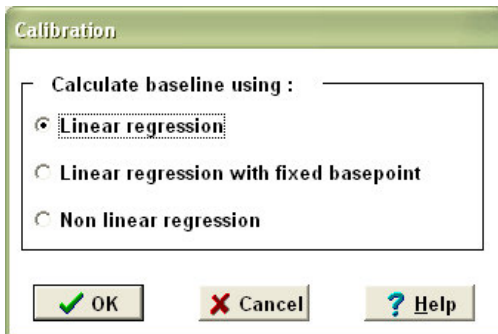 Calibration
Calculate baseline using :
Linear regression
Linear regression with fixed basepoint
Non linear regression
OK Cancel Help